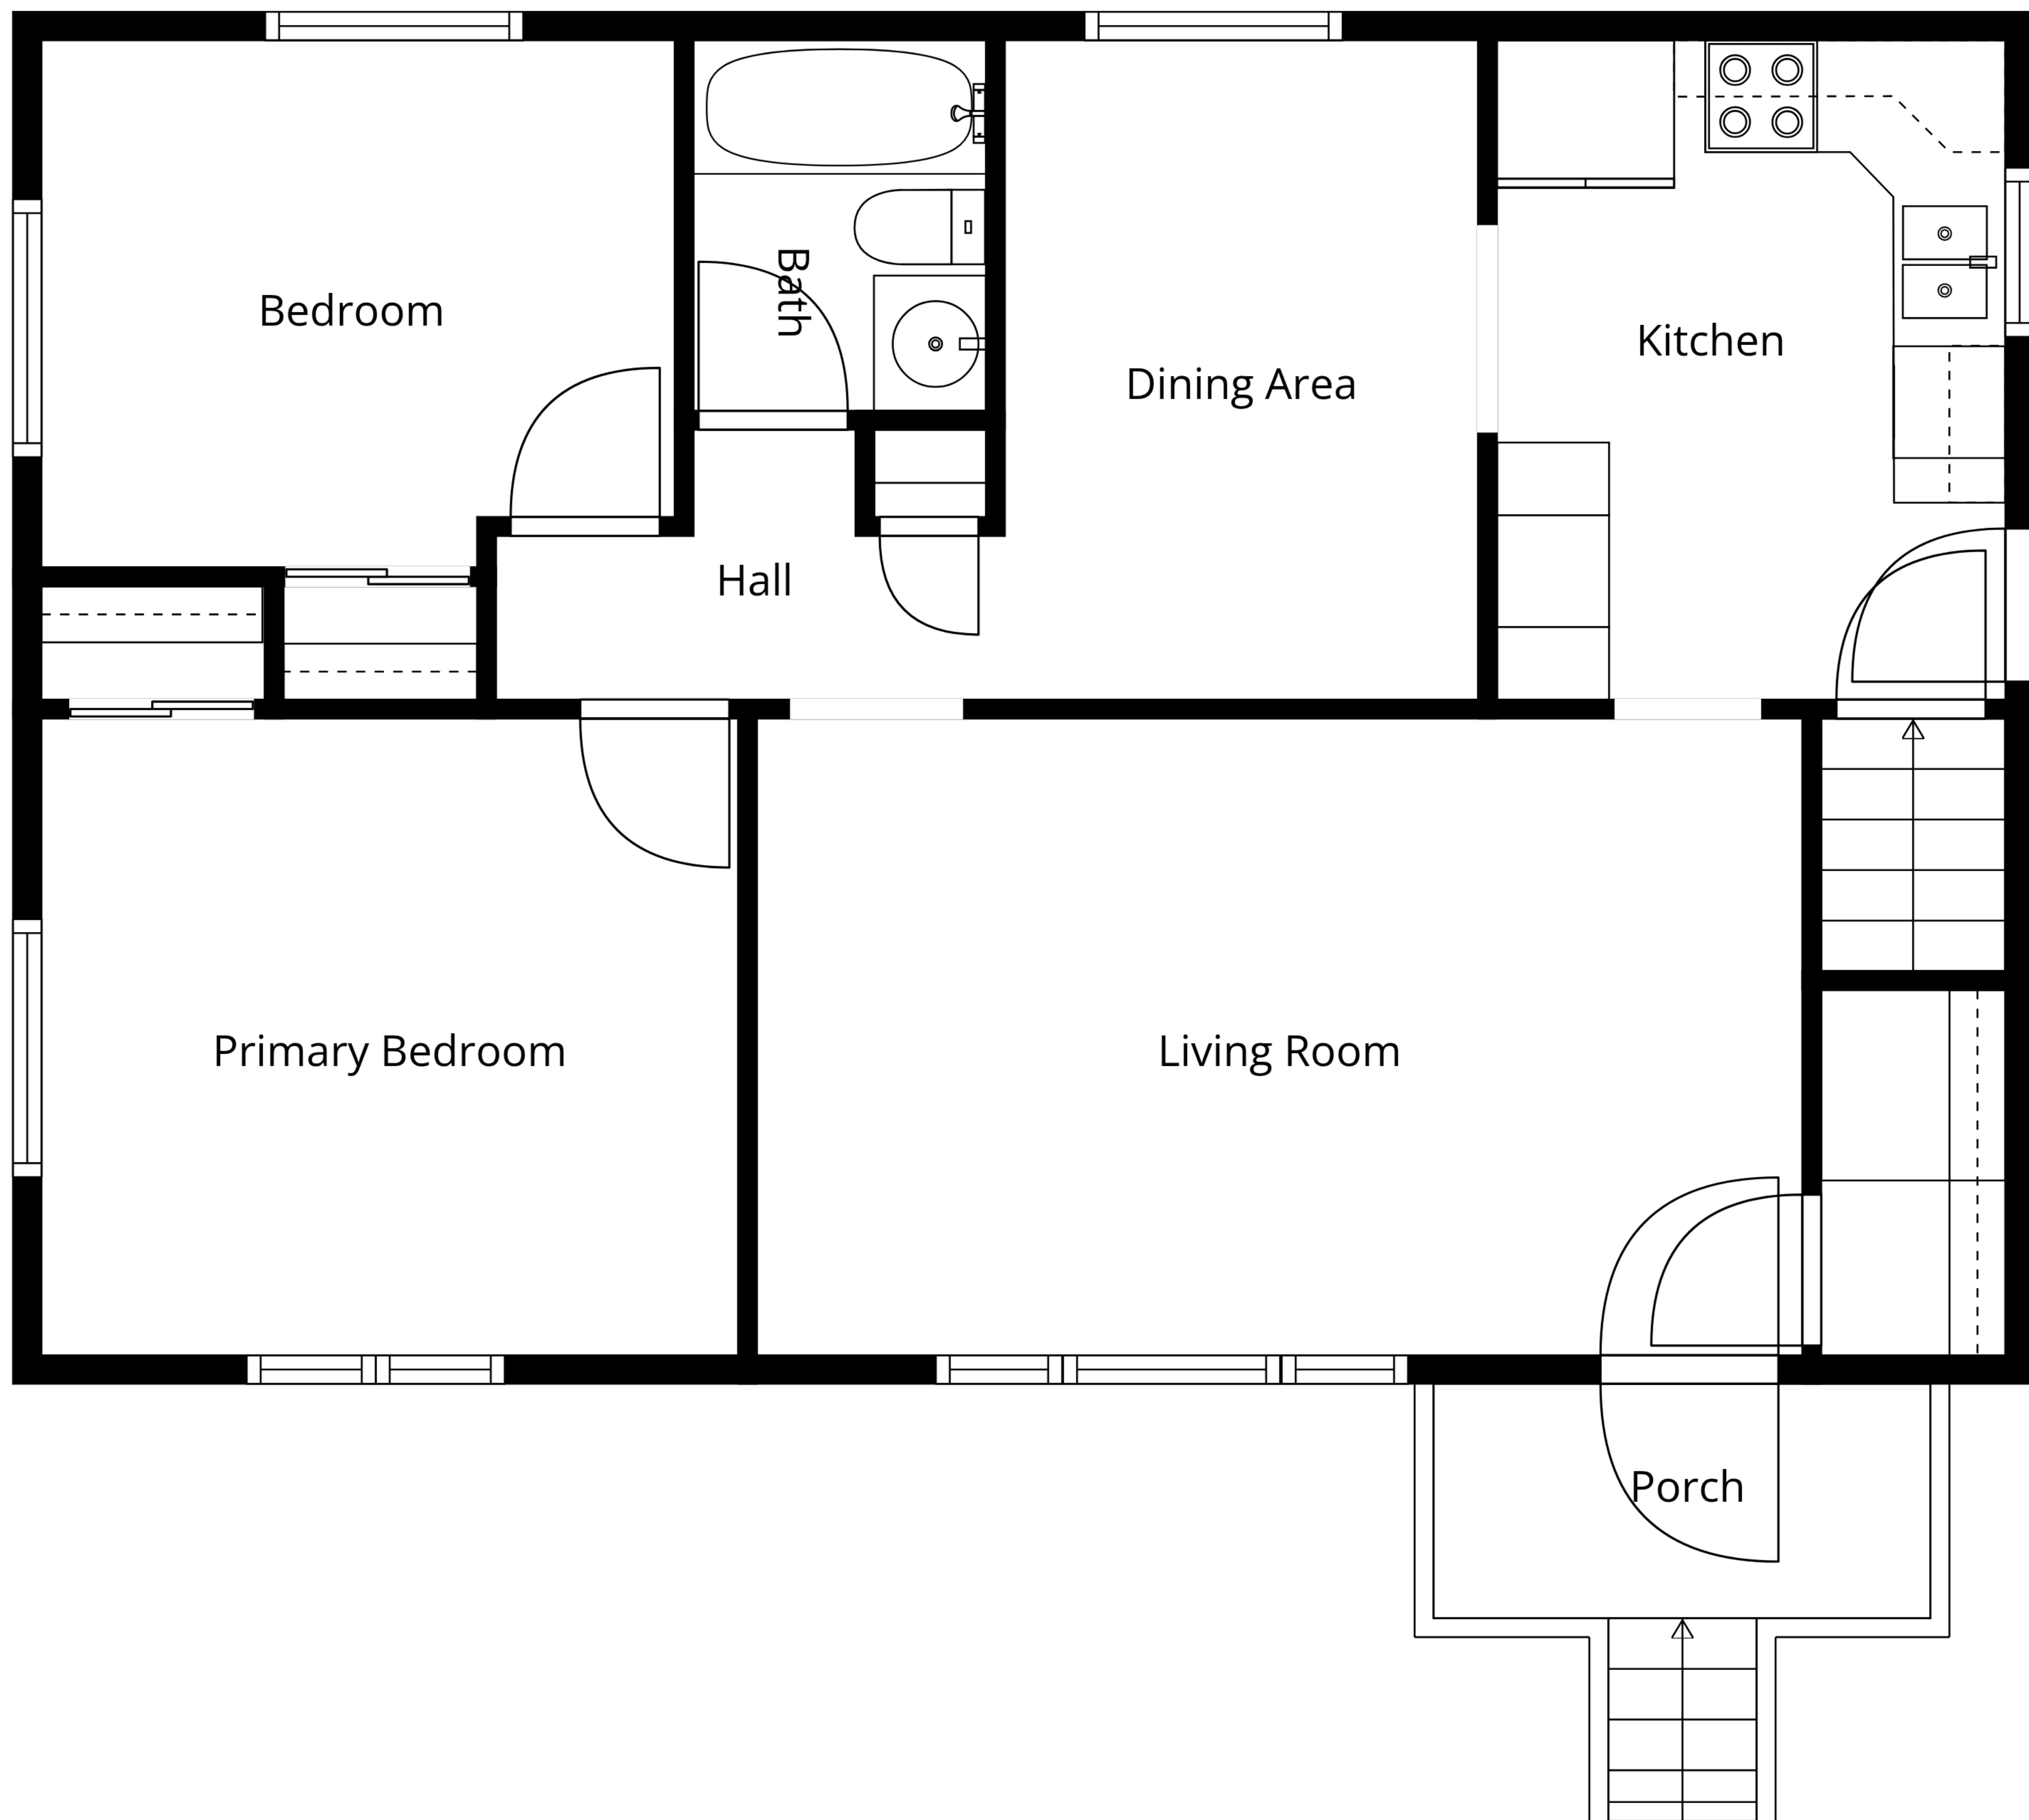 Bedroom
Bath
Dining Area
Kitchen
Hall
Primary Bedroom
Living Room
Porch